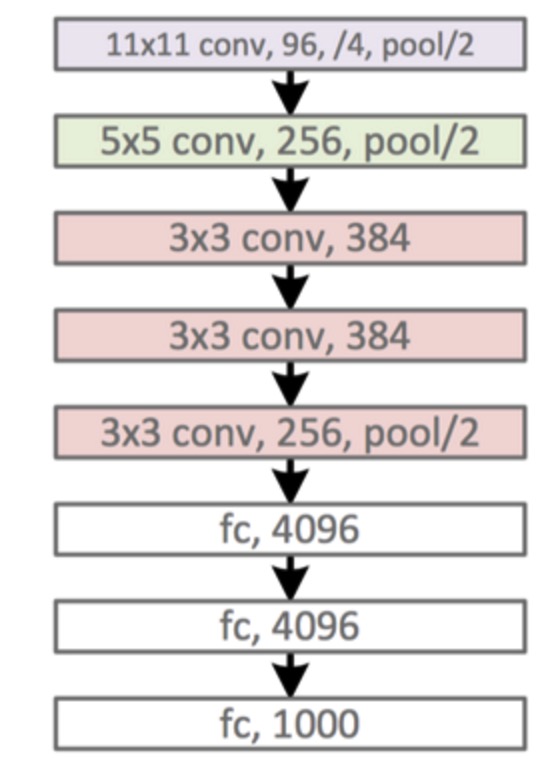 11x11 conv, 96, /4, pool/2
5x5 conv, 256, pool/2
3x3 conv, 384
3x3 conv, 384
3x3 conv, 256, pool/2
fc, 4096
fc, 4096
fc, 1000